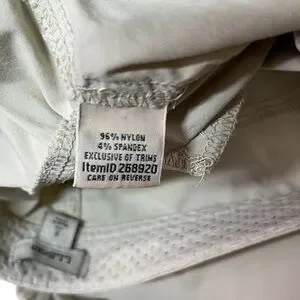 96% NYLON
4% SPANDEX
EXCLUSIVE OF TRIMS
ItemID 268920
CARE ON REVERSE